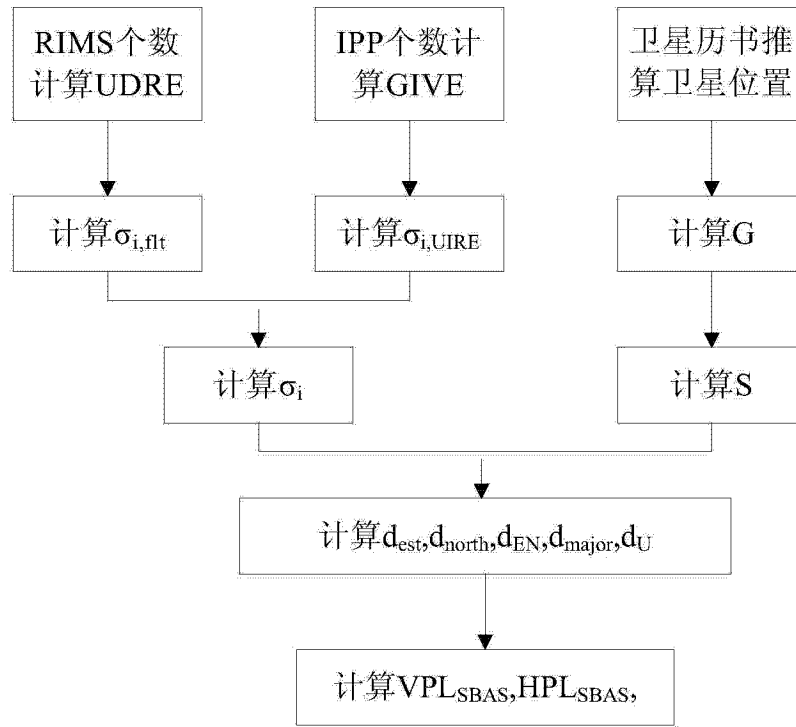 RIMS个数
计算UDRE
IPP个数计
算GIVE
卫星历书推
算卫星位置
计算σi,flt
计算σi,UIRE
计算G
计算σi
计算S
计算dest,dnorth,dEN,dmajor,dU
计算VPLSBAS,HPLSBAS,